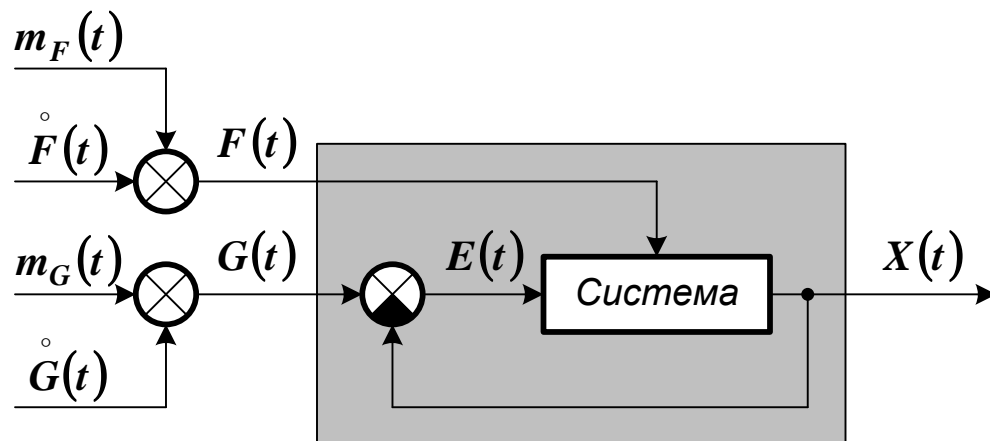 m_F(t)
F̊(t)
F(t)
m_G(t)
G(t)
E(t)
Система
X(t)
G̊(t)